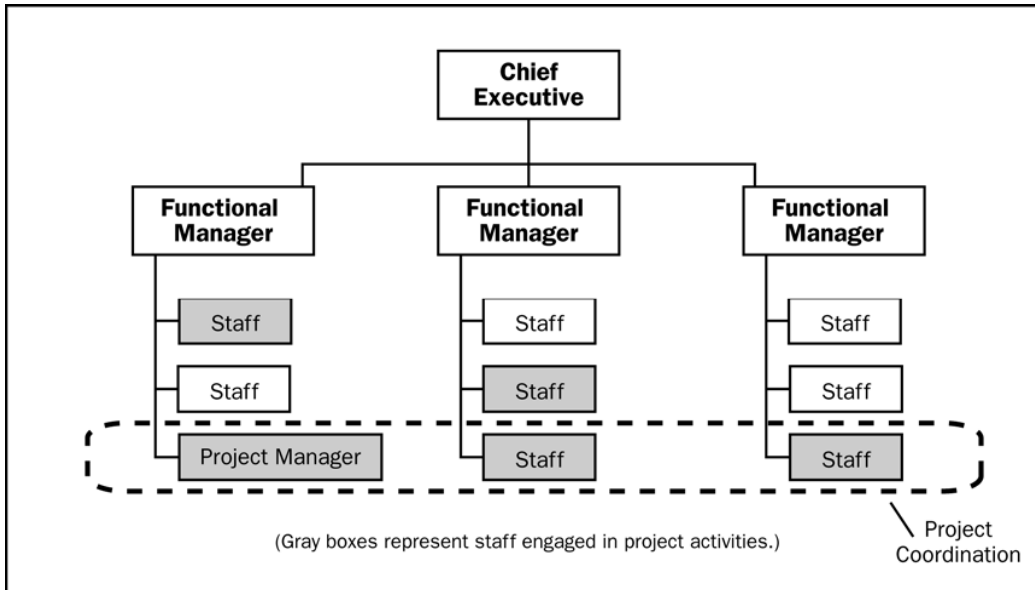 Chief
Executive
Functional
Manager
Functional
Manager
Functional
Manager
Staff
Staff
Staff
Staff
Staff
Staff
Project Manager
Staff
Staff
(Gray boxes represent staff engaged in project activities.)
Project
Coordination